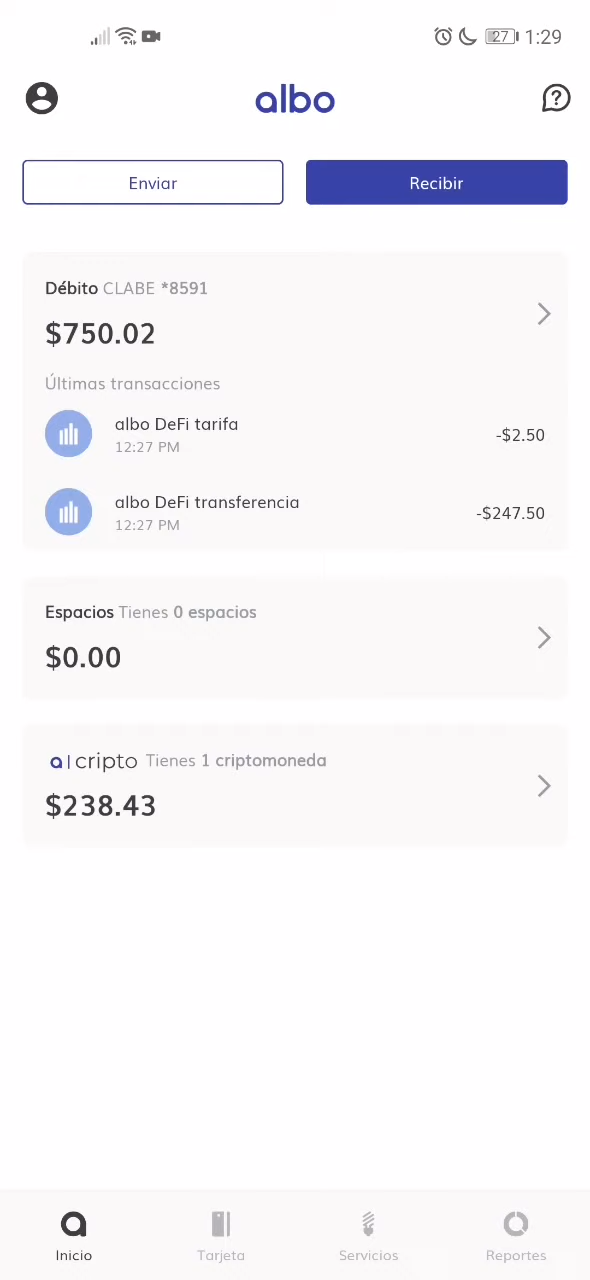 27 1:29
albo
Enviar
Recibir
Débito CLABE *8591
$750.02
Últimas transacciones
albo DeFi tarifa
12:27 PM
-$2.50
albo DeFi transferencia
12:27 PM
-$247.50
Espacios Tienes 0 espacios
$0.00
al cripto Tienes 1 criptomoneda
$238.43
Inicio
Tarjeta
Servicios
Reportes